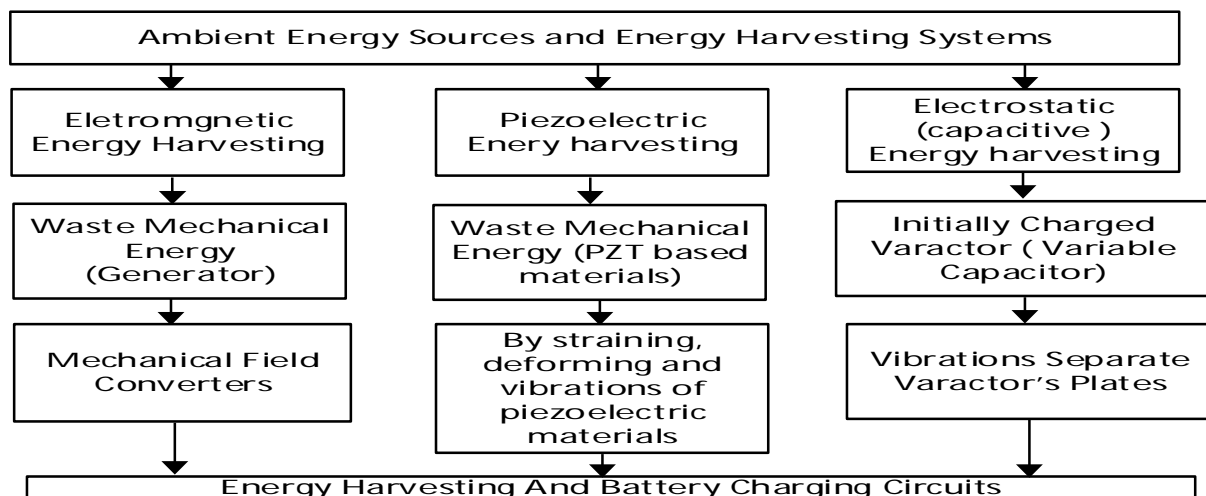 Ambient Energy Sources and Energy Harvesting Systems
Eletromgnetic
Energy Harvesting
Piezoelectric
Enery harvesting
Electrostatic
(capacitive )
Energy harvesting
Waste Mechanical
Energy
(Generator)
Waste Mechanical
Energy (PZT based
materials)
Initially Charged
Varactor ( Variable
Capacitor)
Mechanical Field
Converters
By straining,
deforming and
vibrations of
piezoelectric
materials
Vibrations Separate
Varactor’s Plates
Energy Harvesting And Battery Charging Circuits